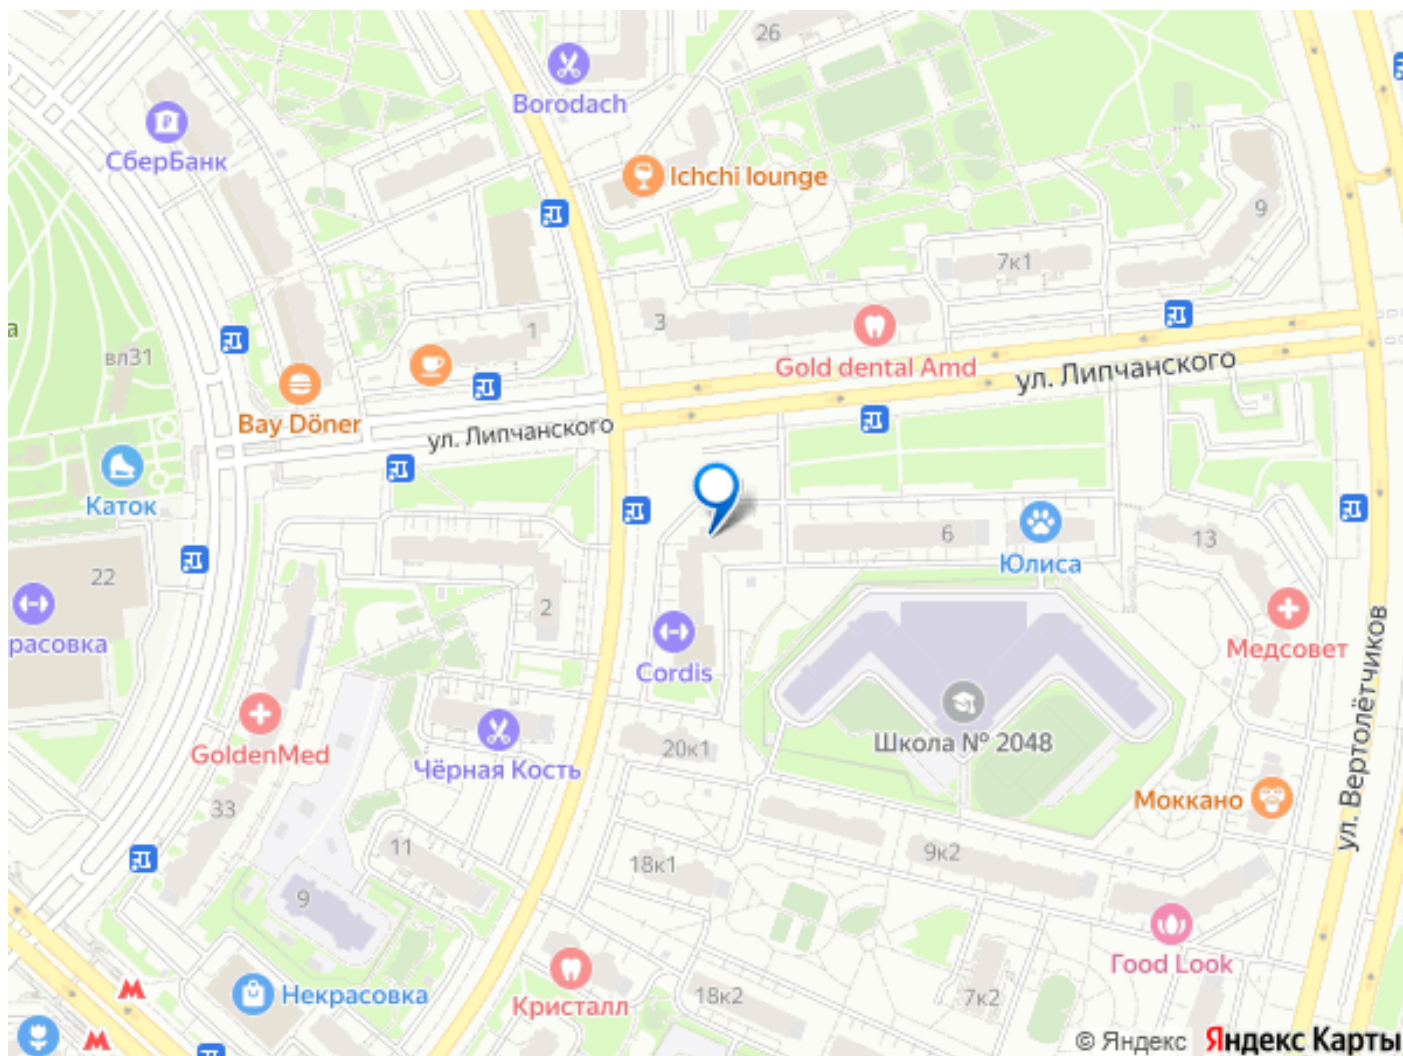 26
Borodach
СберБанк
Ichchi lounge
9
7к1
3
1
а
вл31
Gold dental Amd
ул. Липчанского
Bay Döner
ул. Липчанского
Каток
6
Юлиса
13
22
2
расовка
Cordis
Медсовет
ул. Вертолётчиков
GoldenMed
Чёрная Кость
20к1
Школа № 2048
Моккано
33
11
18к1
9к2
9
Good Look
Некрасовка
Кристалл
18к2
7к2
© Яндекс Яндекс Карты